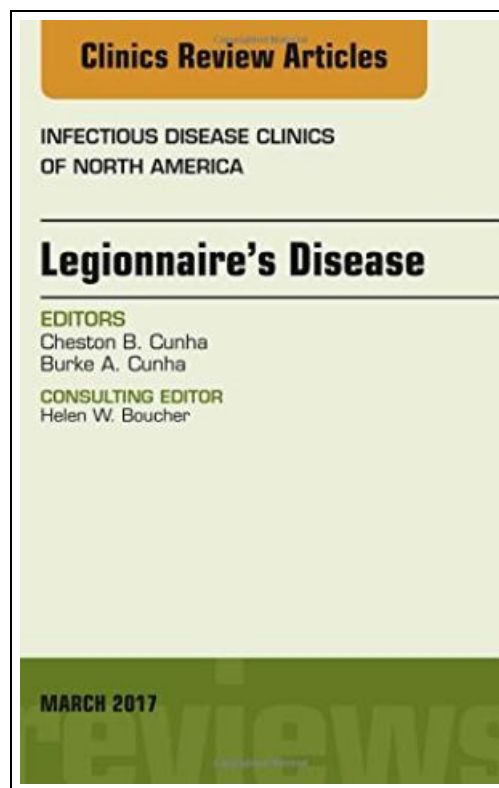 Clinics Review Articles
INFECTIOUS DISEASE CLINICS
OF NORTH AMERICA
Legionnaire's Disease
EDITORS
Cheston B. Cunha
Burke A. Cunha
CONSULTING EDITOR
Helen W. Boucher
MARCH 2017
reviews